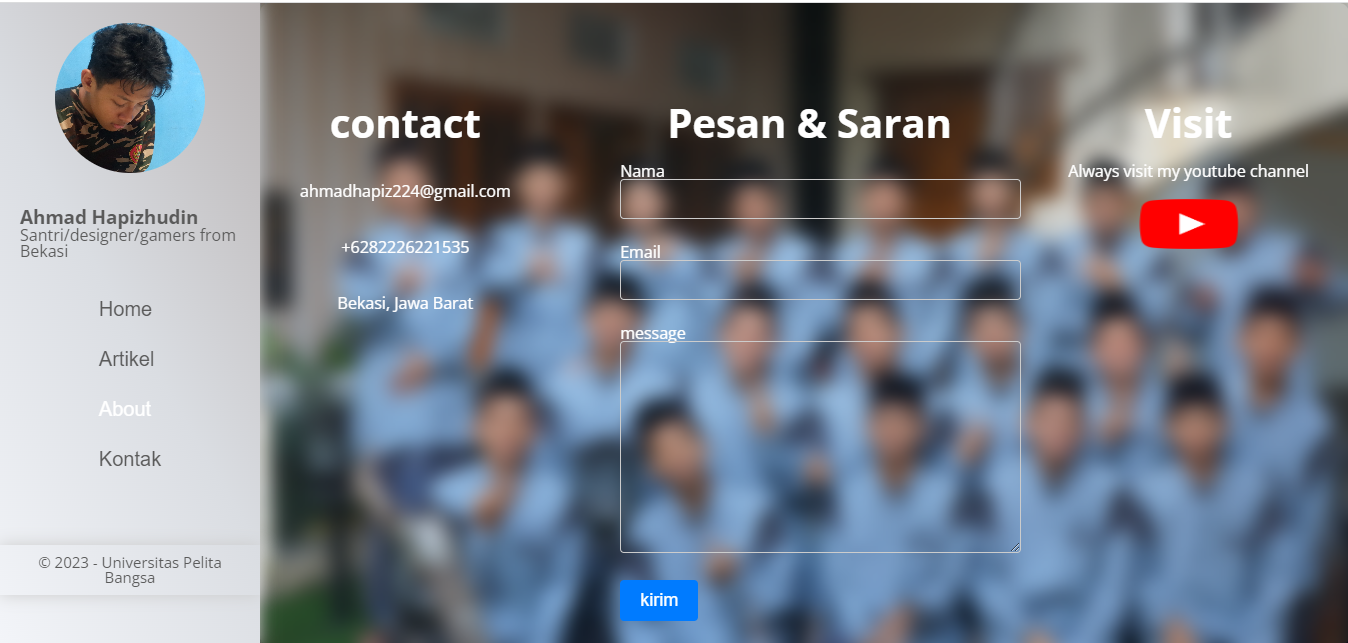 Ahmad Hapizhudin
Santri/designer/gamers from
Bekasi
Home
Artikel
About
Kontak
© 2023 - Universitas Pelita
Bangsa
contact
ahmadhapiz224@gmail.com
+6282226221535
Bekasi, Jawa Barat
Pesan & Saran
Nama
Email
message
kirim
Visit
Always visit my youtube channel